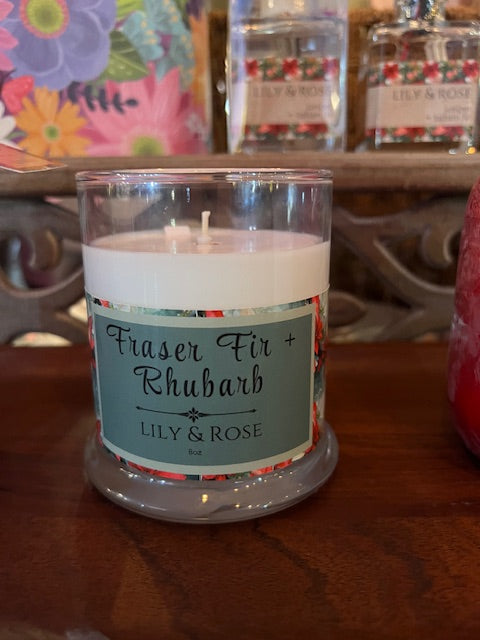 LILY & ROSE
LILY & ROSE
Fraser Fir +
Rhubarb
LILY & ROSE
8oz